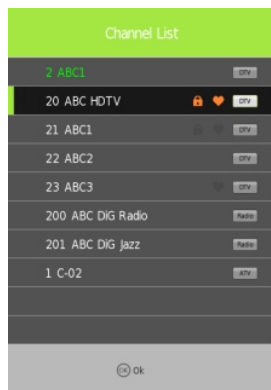 Channel List
2 ABC1 DTV
20 ABC HDTV DTV
21 ABC1 DTV
22 ABC2 DTV
23 ABC3 DTV
200 ABC DiG Radio Radio
201 ABC DiG Jazz Radio
1 C-02 ATV
OK Ok